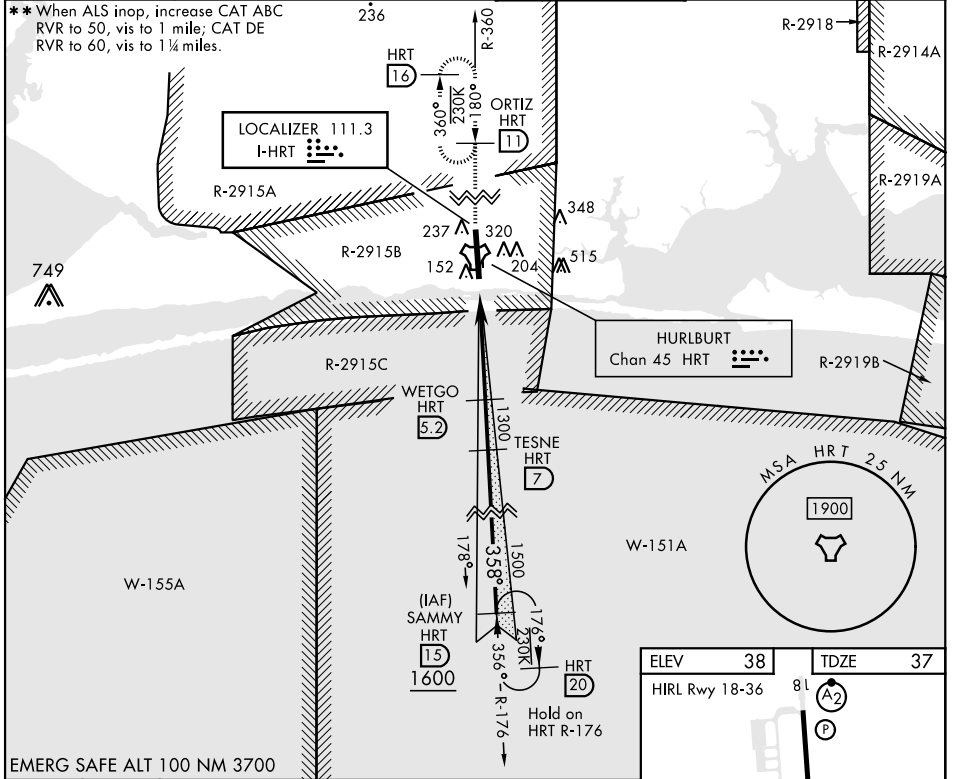 ** When ALS inop, increase CAT ABC
RVR to 50, vis to 1 mile; CAT DE
RVR to 60, vis to 1¼ miles.
236
R-360
R-2918
R-2914A
HRT
16
360°
230K
180°
ORTIZ
HRT
11
LOCALIZER 111.3
I-HRT
R-2915A
R-2919A
348
237
320
R-2915B
152
204
515
749
HURLBURT
Chan 45 HRT
R-2915C
R-2919B
WETGO
HRT
5.2
1300
TESNE
HRT
7
MSA HRT 25 NM
1900
178°
358°
1500
W-151A
W-155A
(IAF)
SAMMY
HRT
15
1600
176°
230K
356°-R-176
HRT
20
Hold on
HRT R-176
ELEV 38
TDZE 37
HIRL Rwy 18-36
18
A2
P
EMERG SAFE ALT 100 NM 3700